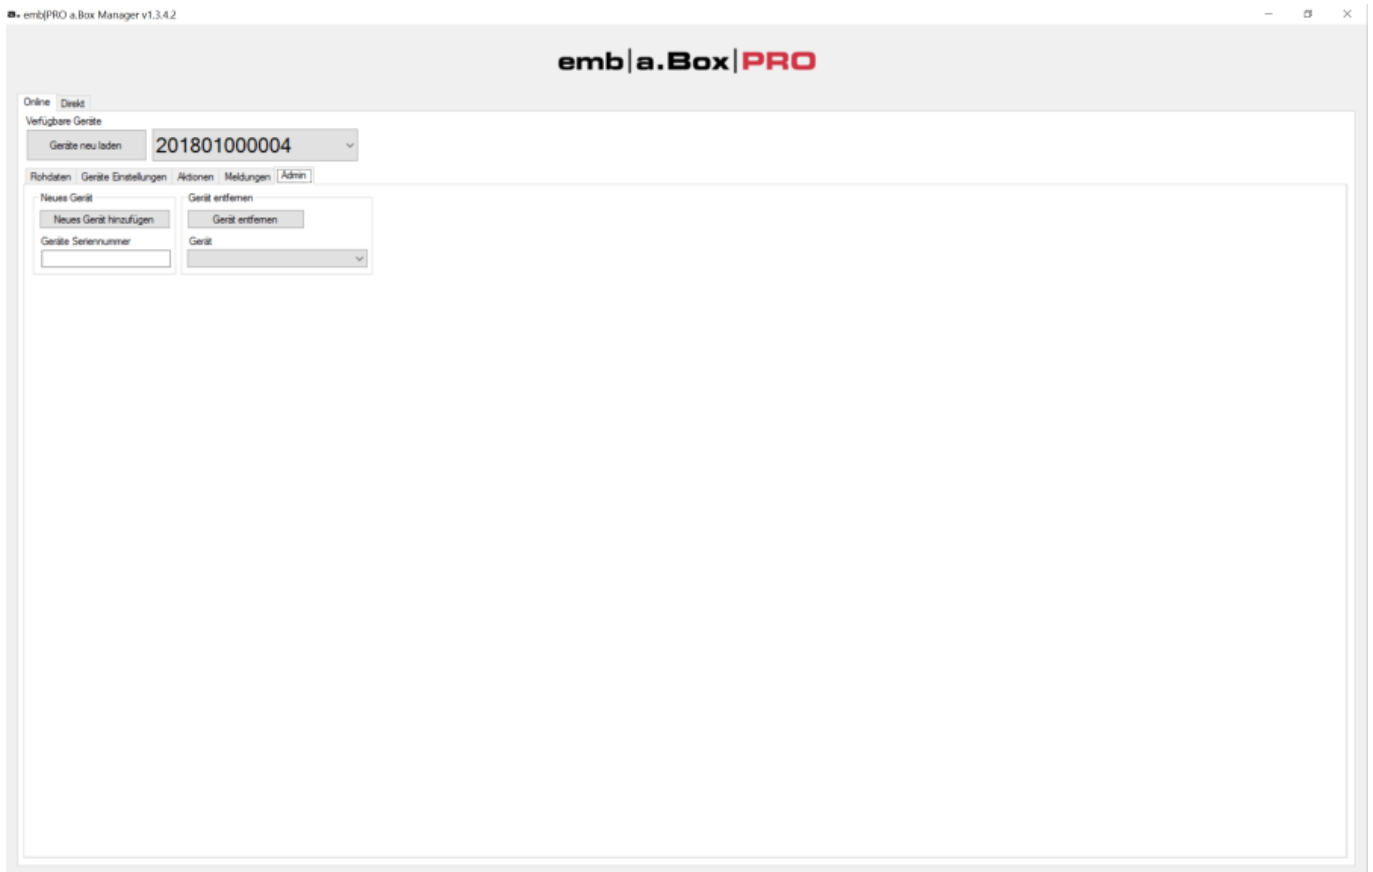 a. emb|PRO a.Box Manager v1.3.4.2
emb|a.Box|PRO
Online Direkt
Verfügbare Geräte
Geräte neu laden 201801000004
Rohdaten Geräte Einstellungen Aktionen Meldungen Admin
Neues Gerät Gerät entfernen
Neues Gerät hinzufügen Gerät entfernen
Geräte Seriennummer Gerät